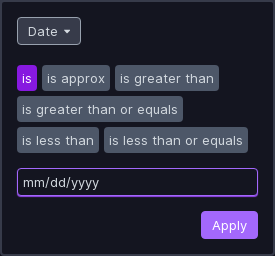 Date
is is approx is greater than
is greater than or equals
is less than is less than or equals
mm/dd/yyyy
Apply